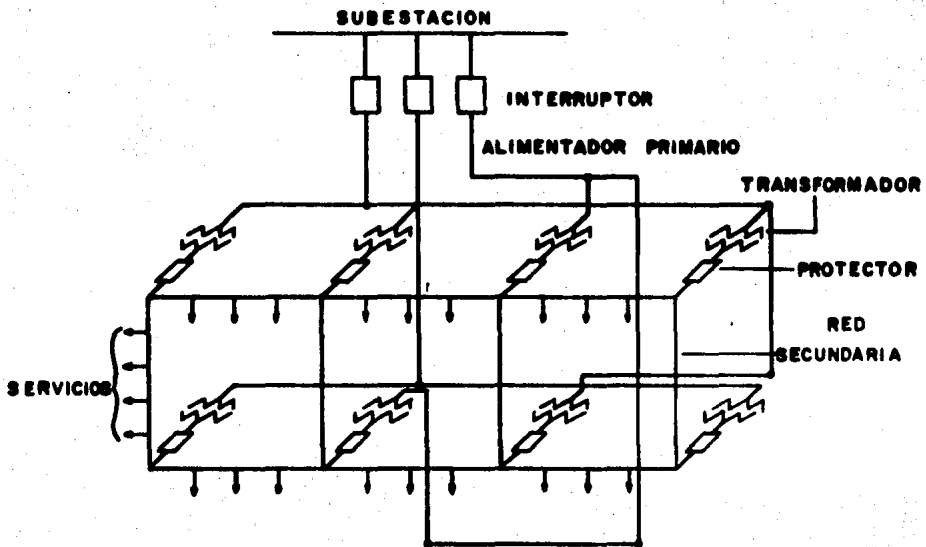 SUBESTACION
INTERRUPTOR
ALIMENTADOR PRIMARIO
TRANSFORMADOR
PROTECTOR
RED
SECUNDARIA
SERVICIOS